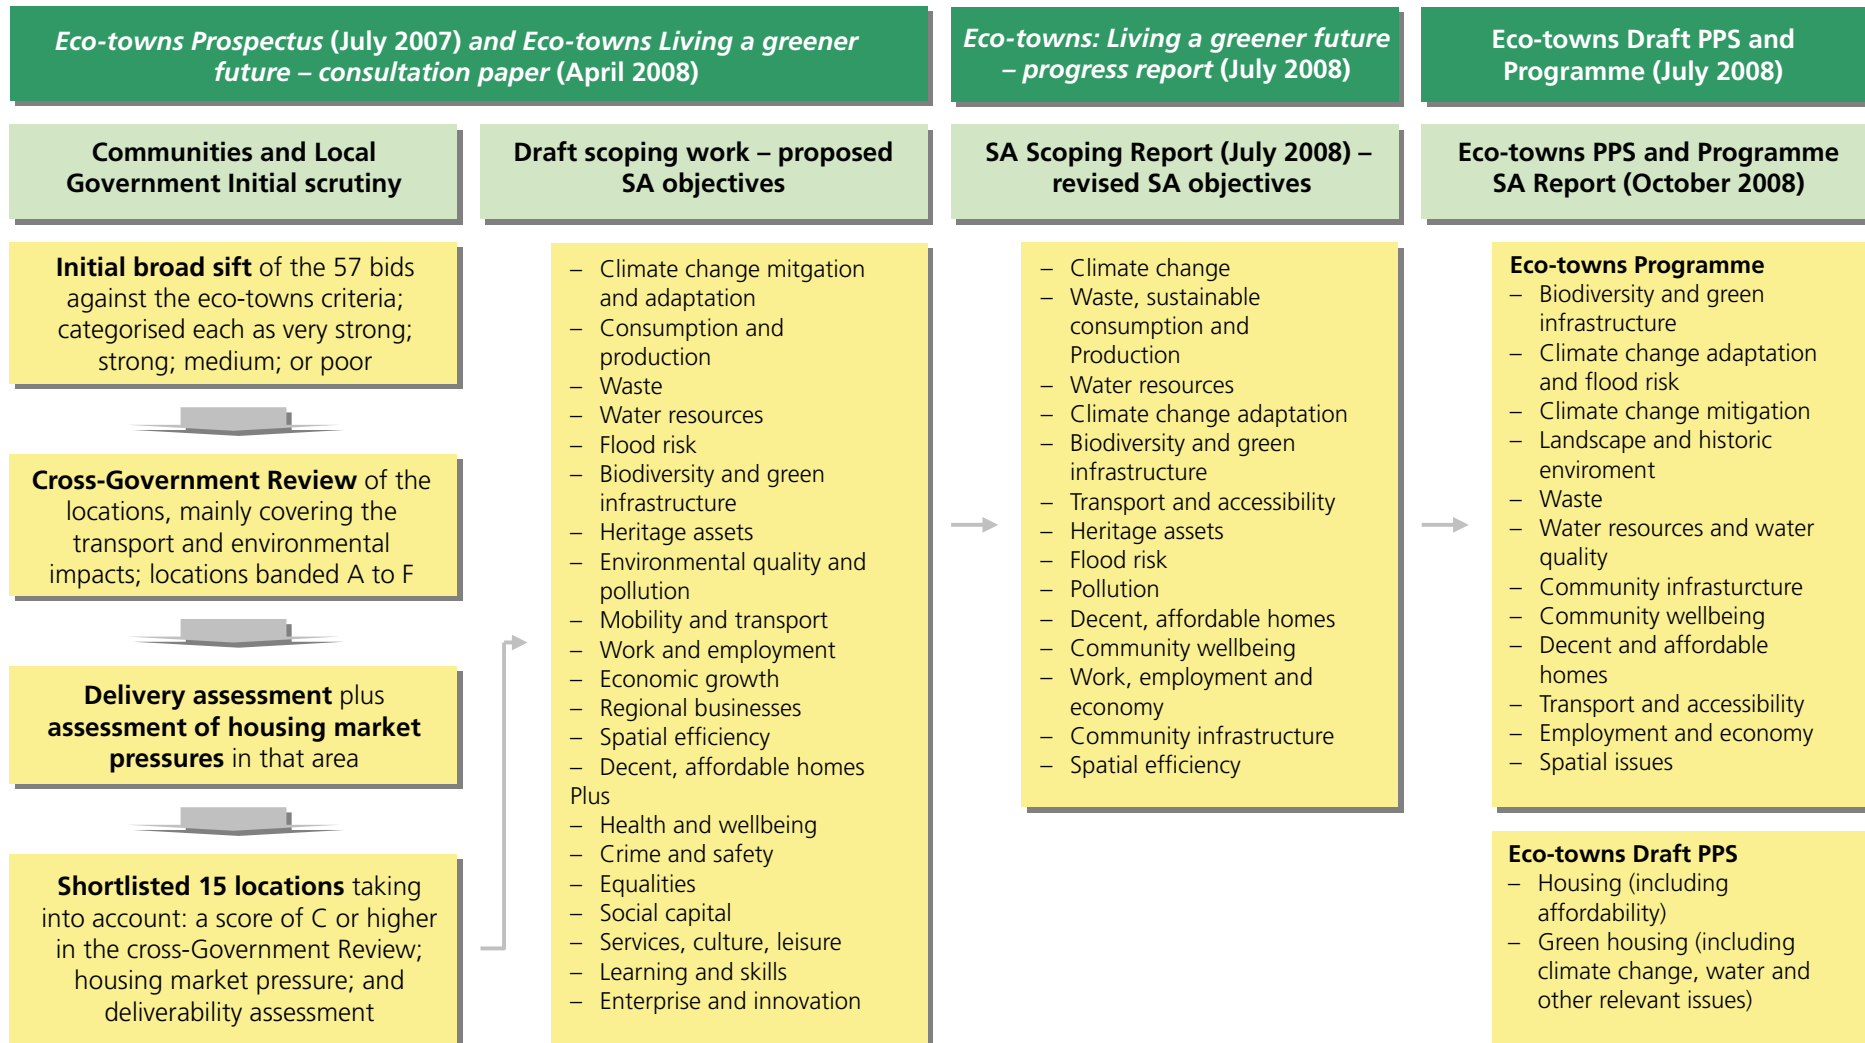 Eco-towns Prospectus (July 2007) and Eco-towns Living a greener
future – consultation paper (April 2008)
Eco-towns: Living a greener future
– progress report (July 2008)
Eco-towns Draft PPS and
Programme (July 2008)
Communities and Local
Government Initial scrutiny
Draft scoping work – proposed
SA objectives
SA Scoping Report (July 2008) –
revised SA objectives
Eco-towns PPS and Programme
SA Report (October 2008)
Initial broad sift of the 57 bids
against the eco-towns criteria;
categorised each as very strong;
strong; medium; or poor
Cross-Government Review of the
locations, mainly covering the
transport and environmental
impacts; locations banded A to F
Delivery assessment plus
assessment of housing market
pressures in that area
Shortlisted 15 locations taking
into account: a score of C or higher
in the cross-Government Review;
housing market pressure; and
deliverability assessment
– Climate change mitgation
and adaptation
– Consumption and
production
– Waste
– Water resources
– Flood risk
– Biodiversity and green
infrastructure
– Heritage assets
– Environmental quality and
pollution
– Mobility and transport
– Work and employment
– Economic growth
– Regional businesses
– Spatial efficiency
– Decent, affordable homes
Plus
– Health and wellbeing
– Crime and safety
– Equalities
– Social capital
– Services, culture, leisure
– Learning and skills
– Enterprise and innovation
– Climate change
– Waste, sustainable
consumption and
Production
– Water resources
– Climate change adaptation
– Biodiversity and green
infrastructure
– Transport and accessibility
– Heritage assets
– Flood risk
– Pollution
– Decent, affordable homes
– Community wellbeing
– Work, employment and
economy
– Community infrastructure
– Spatial efficiency
Eco-towns Programme
– Biodiversity and green
infrastructure
– Climate change adaptation
and flood risk
– Climate change mitigation
– Landscape and historic
enviroment
– Waste
– Water resources and water
quality
– Community infrasturcture
– Community wellbeing
– Decent and affordable
homes
– Transport and accessibility
– Employment and economy
– Spatial issues
Eco-towns Draft PPS
– Housing (including
affordability)
– Green housing (including
climate change, water and
other relevant issues)